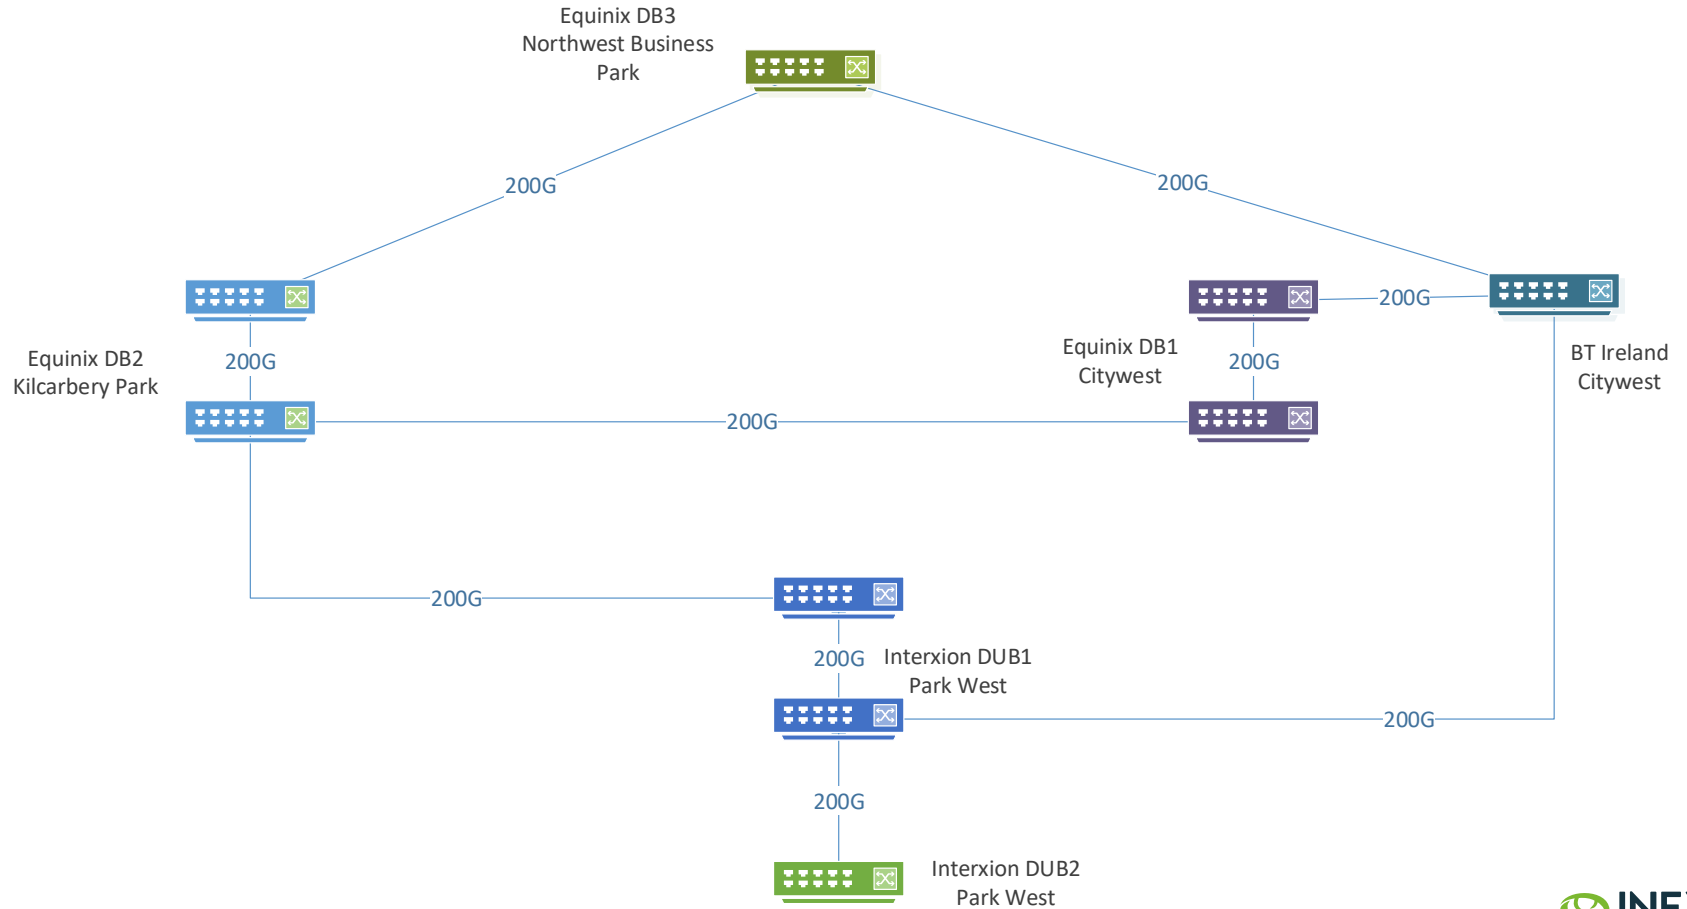 Equinix DB3
Northwest Business
Park
200G
200G
200G
Equinix DB2
Kilcarbery Park
200G
Equinix DB1
Citywest
200G
BT Ireland
Citywest
200G
200G
200G
Interxion DUB1
Park West
200G
200G
Interxion DUB2
Park West